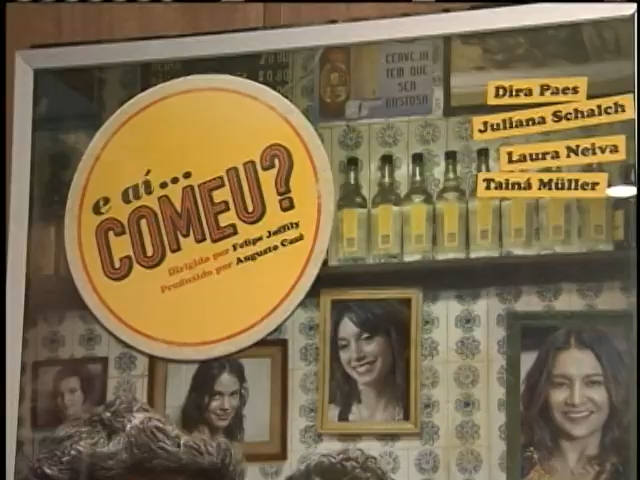 CERVEJA
TEM QUE
SER
GOSTOSA
Dira Paes
Juliana Schalch
Laura Neiva
Tainá Müller
e aí...
COMEU?
Dirigido por Felipe Joffily
Produzido por Augusto Casé